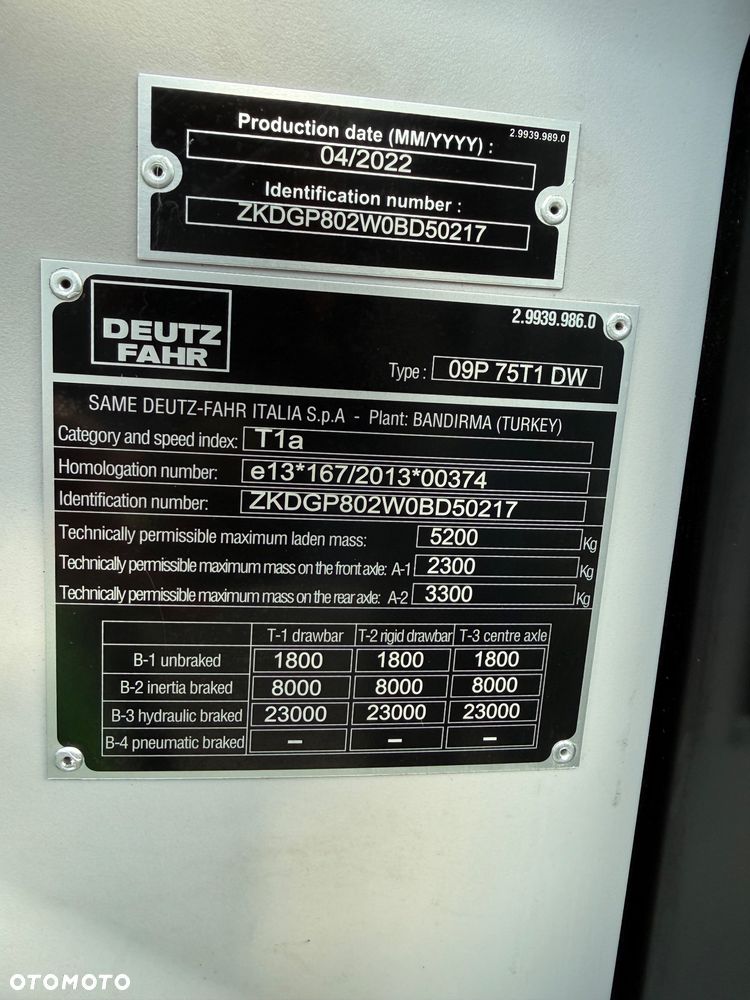 Production date (MM/YYYY) :
2.9939.989.0
04/2022
Identification number :
ZKDGP802W0BD50217
DEUTZ
FAHR
2.9939.986.0
Type : 09P 75T1 DW
SAME DEUTZ-FAHR ITALIA S.p.A - Plant: BANDIRMA (TURKEY)
Category and speed index: T1a
Homologation number: e13*167/2013*00374
Identification number: ZKDGP802W0BD50217
Technically permissible maximum laden mass: 5200 Kg
Technically permissible maximum mass on the front axle: A-1 2300 Kg
Technically permissible maximum mass on the rear axle: A-2 3300 Kg
T-1 drawbar T-2 rigid drawbar T-3 centre axle
B-1 unbraked 1800 1800 1800
B-2 inertia braked 8000 8000 8000
B-3 hydraulic braked 23000 23000 23000
B-4 pneumatic braked – – –
OTOMOTO